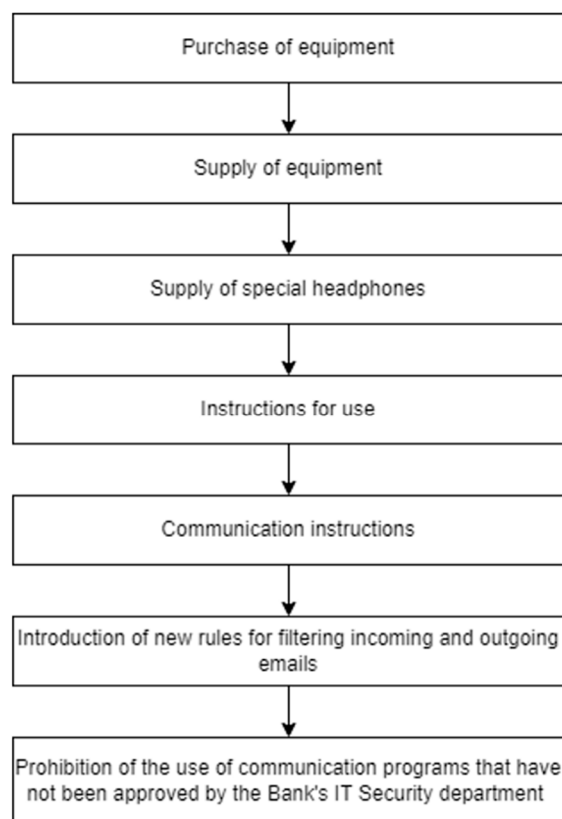 Purchase of equipment
Supply of equipment
Supply of special headphones
Instructions for use
Communication instructions
Introduction of new rules for filtering incoming and outgoing
emails
Prohibition of the use of communication programs that have
not been approved by the Bank's IT Security department